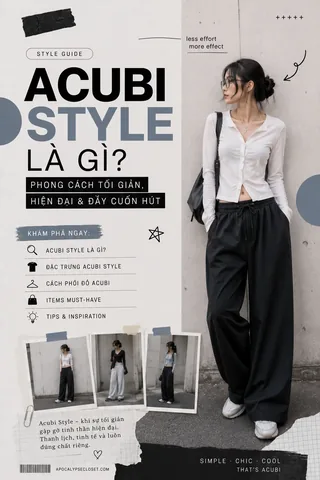 STYLE GUIDE
less effort
more effect
ACUBI
STYLE
LÀ GÌ?
PHONG CÁCH TỐI GIẢN,
HIỆN ĐẠI & ĐẦY CUỐN HÚT
KHÁM PHÁ NGAY:
ACUBI STYLE LÀ GÌ?
ĐẶC TRƯNG ACUBI STYLE
CÁCH PHỐI ĐỒ ACUBI
ITEMS MUST-HAVE
TIPS & INSPIRATION
Acubi Style – khi sự tối giản
gặp gỡ tinh thần hiện đại.
Thanh lịch, tinh tế và luôn
đúng chất riêng.
APOCALYPSECLOSET.COM
SIMPLE · CHIC · COOL
THAT'S ACUBI